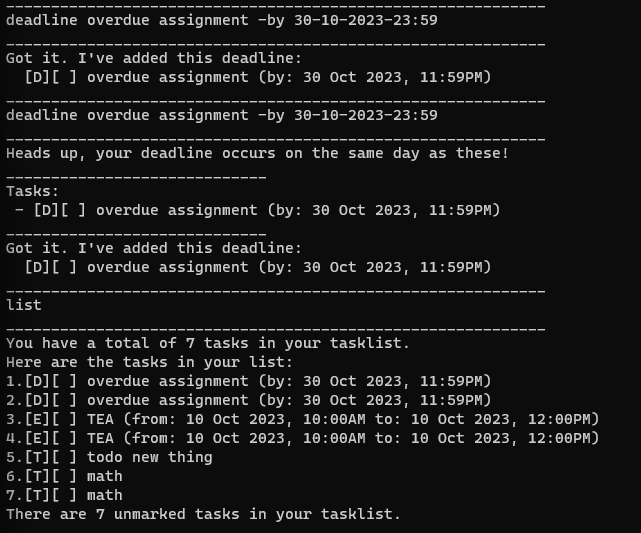 ____________________________________________________________
deadline overdue assignment -by 30-10-2023-23:59
____________________________________________________________
Got it. I've added this deadline:
  [D][ ] overdue assignment (by: 30 Oct 2023, 11:59PM)
____________________________________________________________
deadline overdue assignment -by 30-10-2023-23:59
____________________________________________________________
Heads up, your deadline occurs on the same day as these!
_____________________________
Tasks:
 - [D][ ] overdue assignment (by: 30 Oct 2023, 11:59PM)
_____________________________
Got it. I've added this deadline:
  [D][ ] overdue assignment (by: 30 Oct 2023, 11:59PM)
____________________________________________________________
list
____________________________________________________________
You have a total of 7 tasks in your tasklist.
Here are the tasks in your list:
1.[D][ ] overdue assignment (by: 30 Oct 2023, 11:59PM)
2.[D][ ] overdue assignment (by: 30 Oct 2023, 11:59PM)
3.[E][ ] TEA (from: 10 Oct 2023, 10:00AM to: 10 Oct 2023, 12:00PM)
4.[E][ ] TEA (from: 10 Oct 2023, 10:00AM to: 10 Oct 2023, 12:00PM)
5.[T][ ] todo new thing
6.[T][ ] math
7.[T][ ] math
There are 7 unmarked tasks in your tasklist.